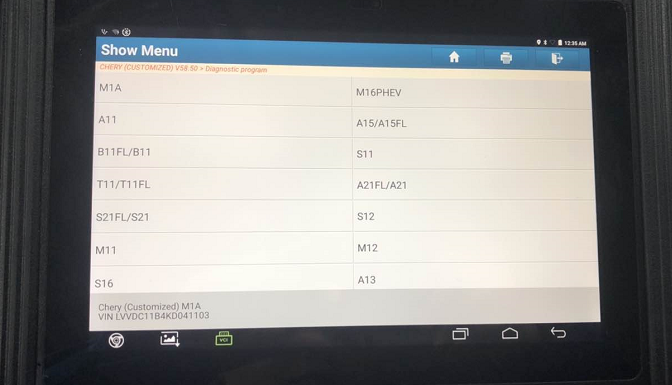 12:35 AM
Show Menu
CHERY (CUSTOMIZED) V58.50 > Diagnostic program
M1A
M16PHEV
A11
A15/A15FL
B11FL/B11
S11
T11/T11FL
A21FL/A21
S21FL/S21
S12
M11
M12
S16
A13
Chery (Customized) M1A
VIN LVVDC11B4KD041103
VCI